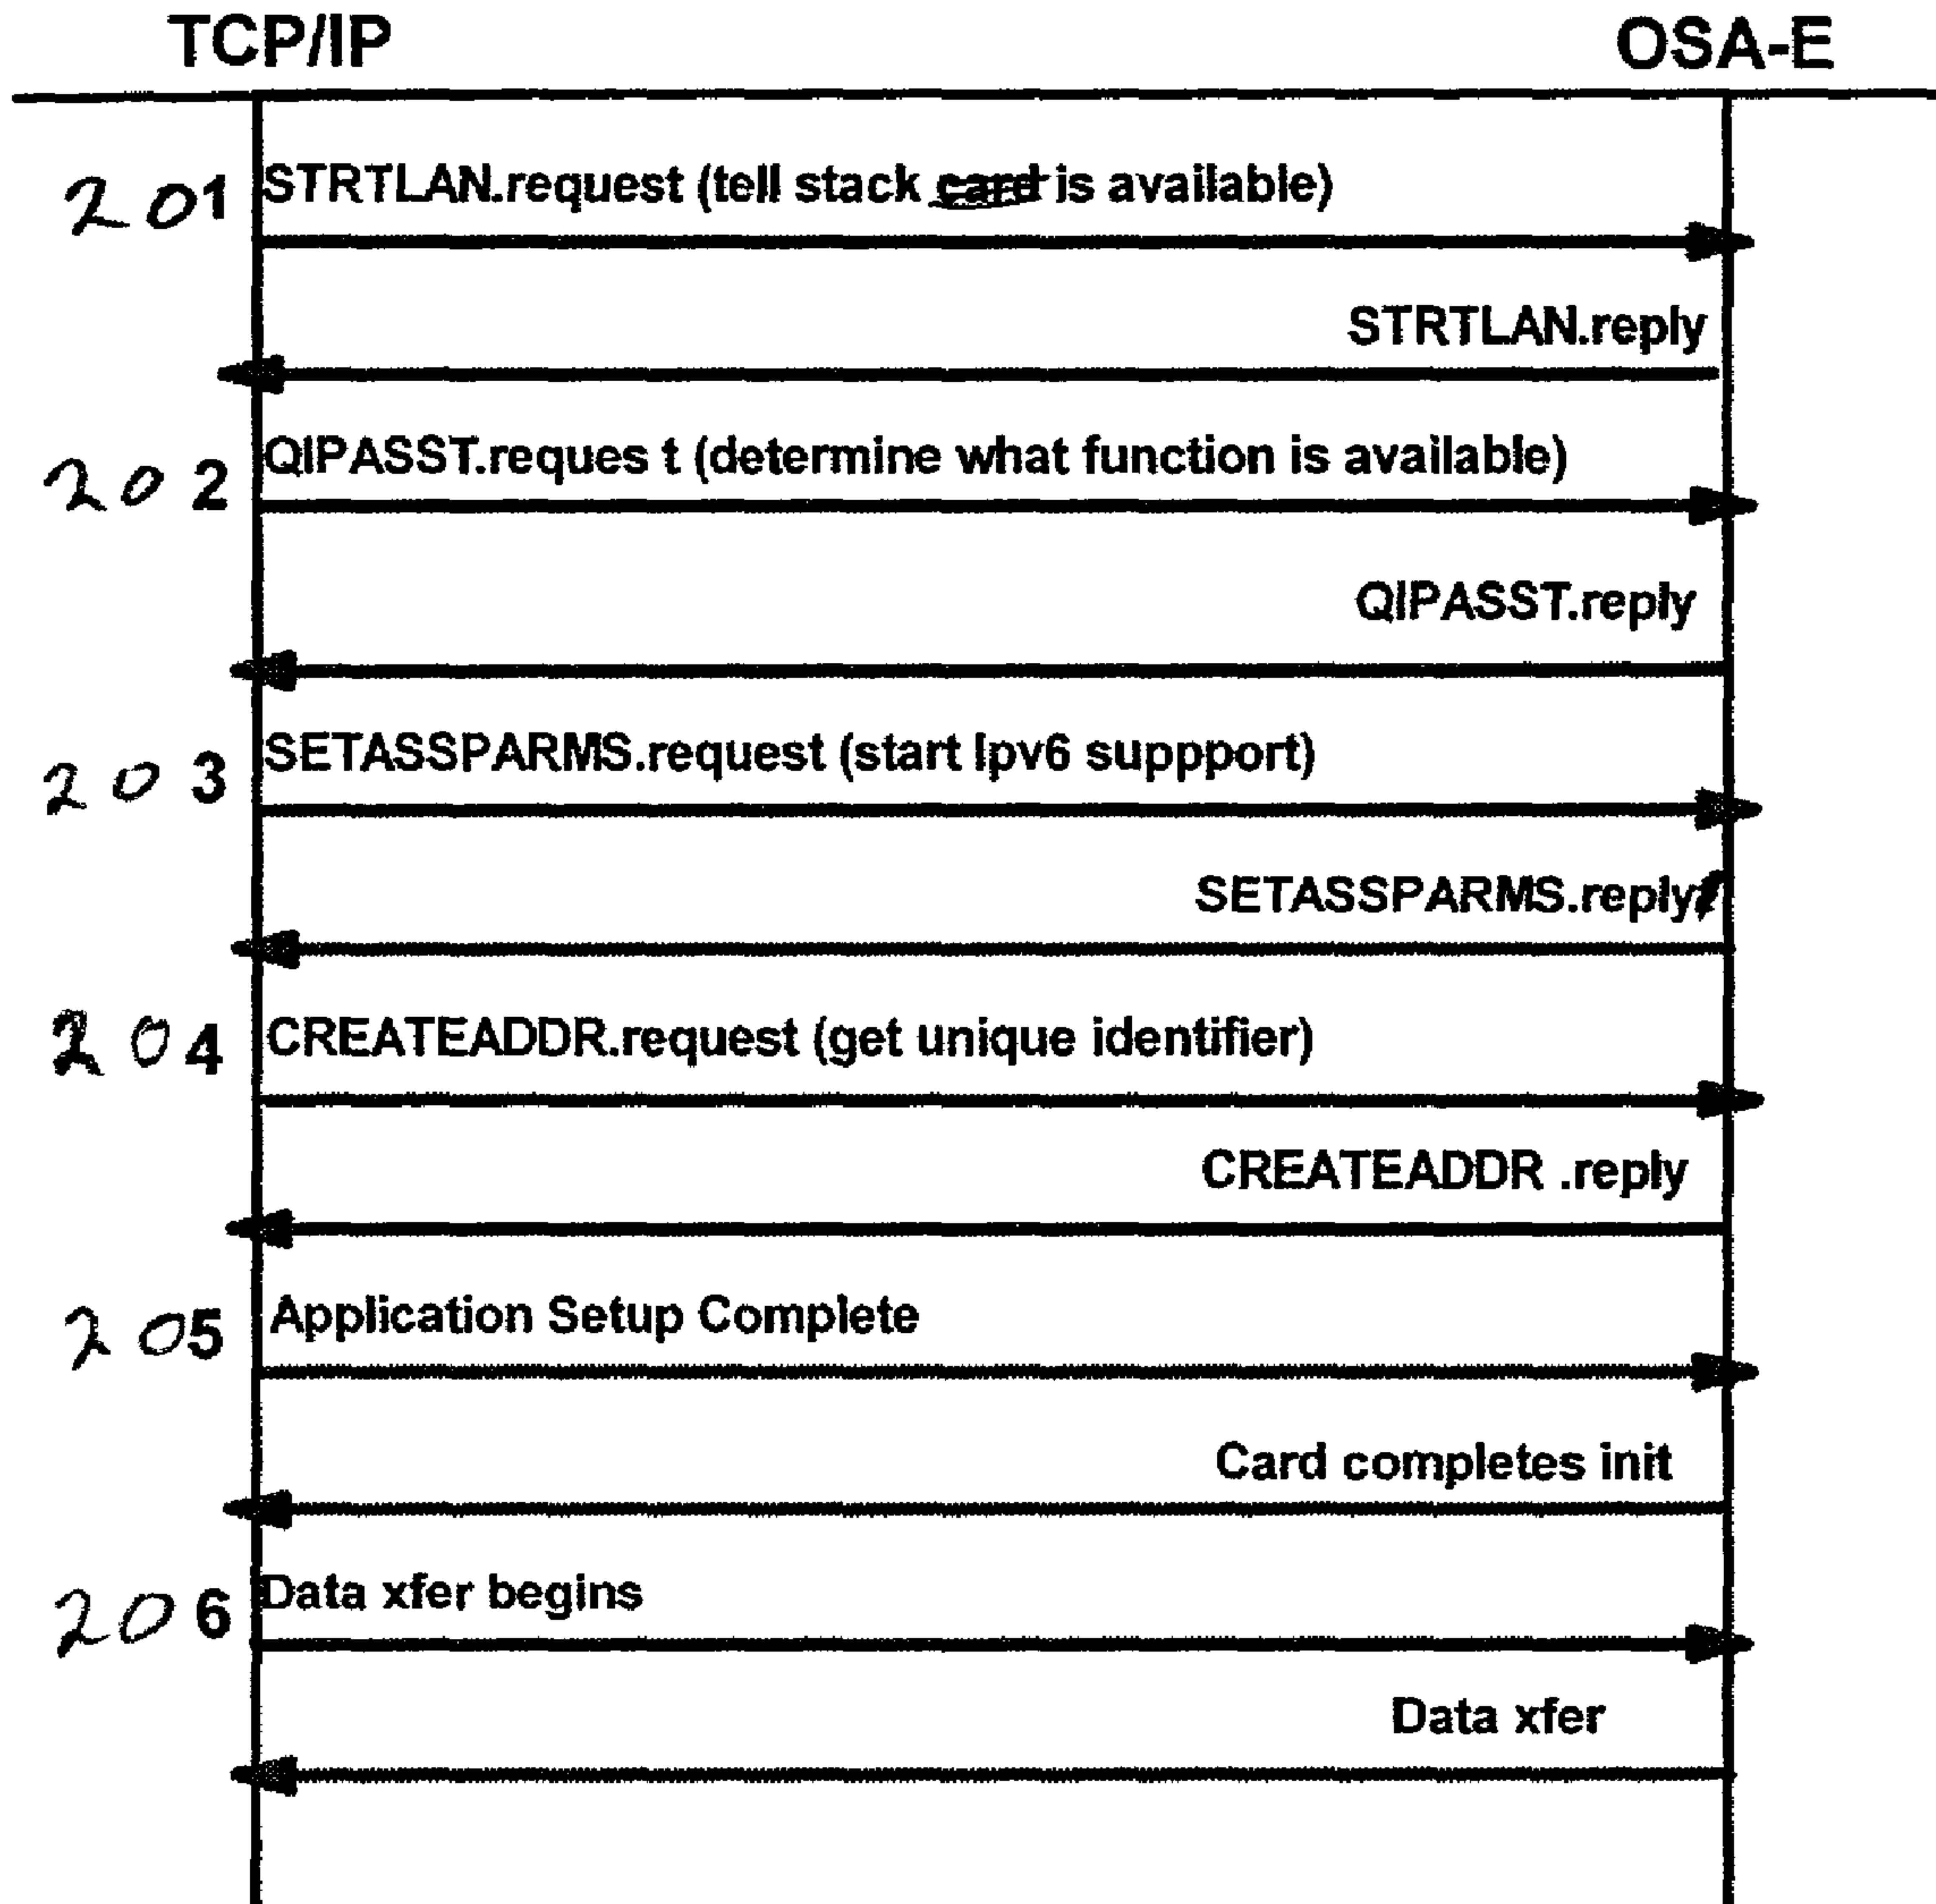 TCP/IP OSA-E
201 STRTLAN.request (tell stack card is available)
STRTLAN.reply
202 QIPASST.reques t (determine what function is available)
QIPASST.reply
203 SETASSPARMS.request (start Ipv6 suppport)
SETASSPARMS.reply
204 CREATEADDR.request (get unique identifier)
CREATEADDR .reply
205 Application Setup Complete
Card completes init
206 Data xfer begins
Data xfer